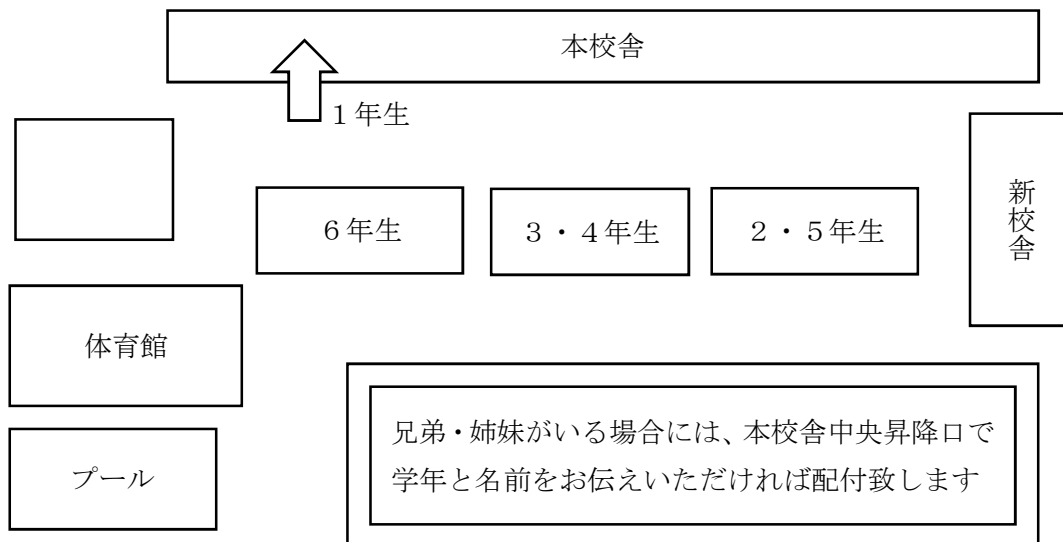 本校舎
１年生
新校舎
６年生
３・４年生
２・５年生
体育館
プール
兄弟・姉妹がいる場合には、本校舎中央昇降口で
学年と名前をお伝えいただければ配付致します